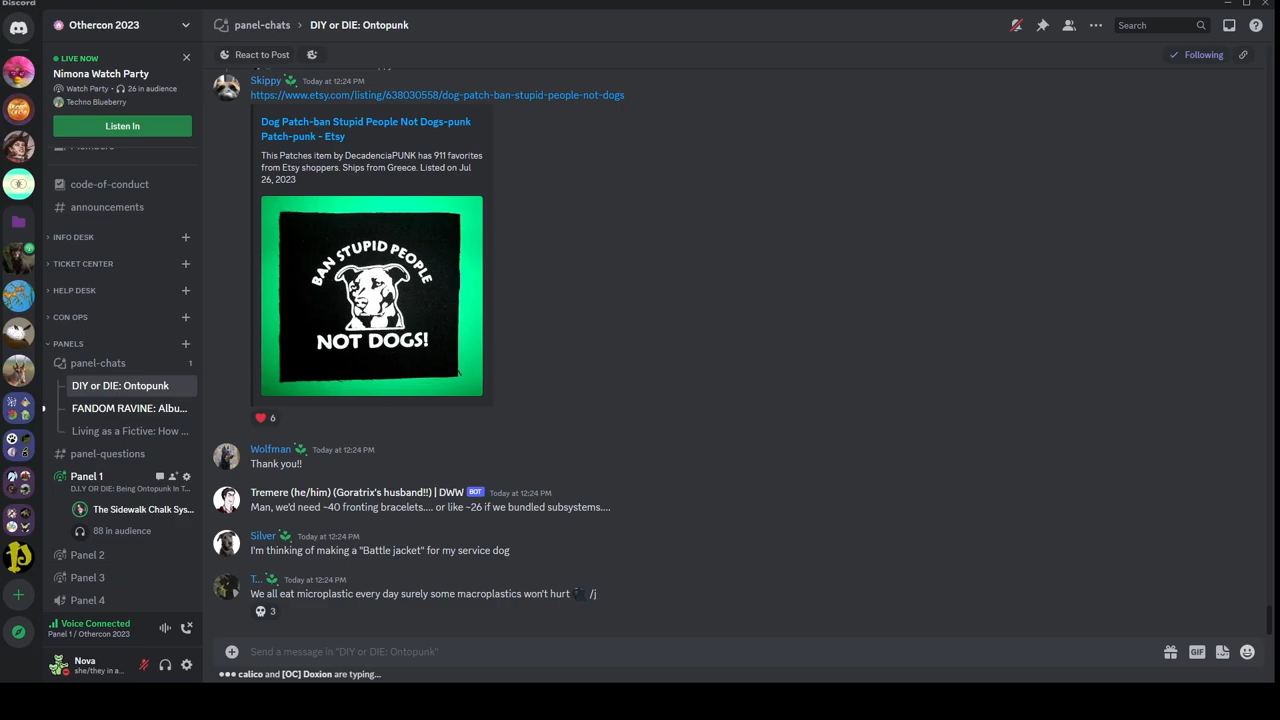 Discord
Othercon 2023
panel-chats > DIY or DIE: Ontopunk
Search
LIVE NOW
Nimona Watch Party
Watch Party • 26 in audience
Techno Blueberry
Listen In
code-of-conduct
announcements
INFO DESK
TICKET CENTER
HELP DESK
CON OPS
PANELS
panel-chats 1
DIY or DIE: Ontopunk
FANDOM RAVINE: Albu...
Living as a Fictive: How ...
panel-questions
Panel 1
D.I.Y OR DIE: Being Ontopunk In T...
The Sidewalk Chalk Sys...
88 in audience
Panel 2
Panel 3
Panel 4
Voice Connected
Panel 1 / Othercon 2023
Nova
she/they in a...
React to Post
Following
Skippy Today at 12:24 PM
https://www.etsy.com/listing/638030558/dog-patch-ban-stupid-people-not-dogs
Dog Patch-ban Stupid People Not Dogs-punk
Patch-punk - Etsy
This Patches item by DecadenciaPUNK has 911 favorites
from Etsy shoppers. Ships from Greece. Listed on Jul
26, 2023
BAN STUPID PEOPLE
NOT DOGS!
6
Wolfman Today at 12:24 PM
Thank you!!
Tremere (he/him) (Goratrix's husband!!) | DWW BOT Today at 12:24 PM
Man, we'd need ~40 fronting bracelets.... or like ~26 if we bundled subsystems....
Silver Today at 12:24 PM
I'm thinking of making a "Battle jacket" for my service dog
T... Today at 12:24 PM
We all eat microplastic every day surely some macroplastics won't hurt /j
3
Send a message in "DIY or DIE: Ontopunk"
GIF
calico and [OC] Doxion are typing...